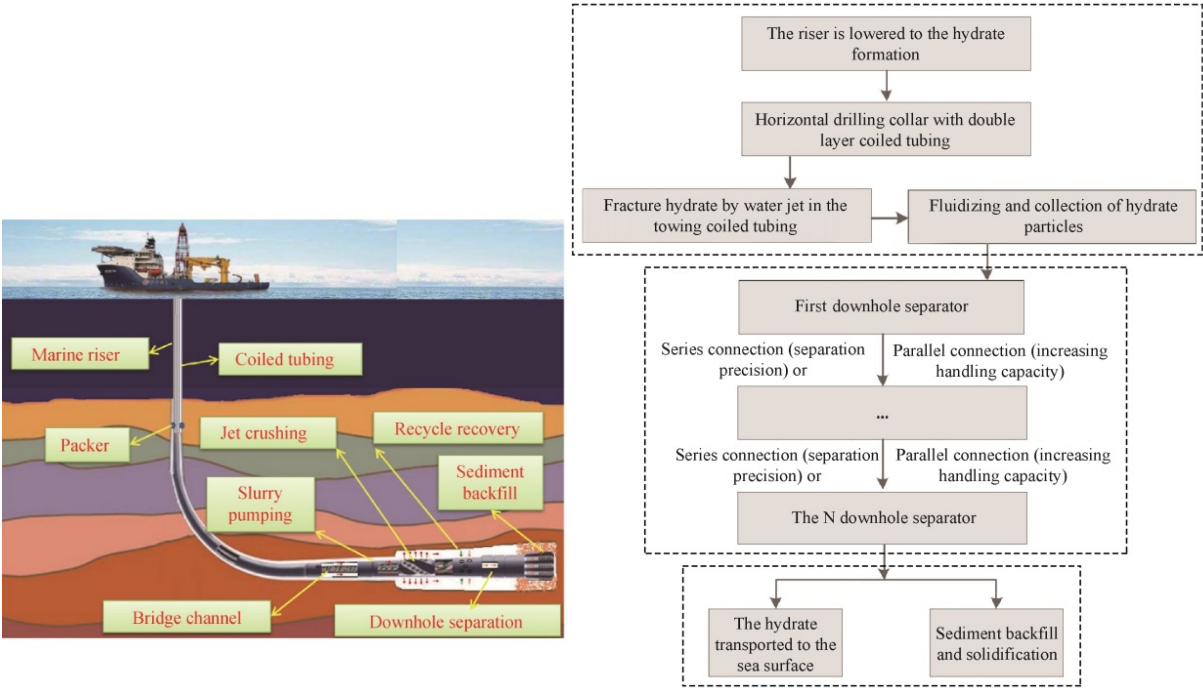 Marine riser
Coiled tubing
Packer
Jet crushing
Recycle recovery
Sediment
backfill
Slurry
pumping
Bridge channel
Downhole separation
The riser is lowered to the hydrate
formation
Horizontal drilling collar with double
layer coiled tubing
Fracture hydrate by water jet in the
towing coiled tubing
Fluidizing and collection of hydrate
particles
First downhole separator
Series connection (separation
precision) or
Parallel connection (increasing
handling capacity)
...
Series connection (separation
precision) or
Parallel connection (increasing
handling capacity)
The N downhole separator
The hydrate
transported to the
sea surface
Sediment backfill
and solidification